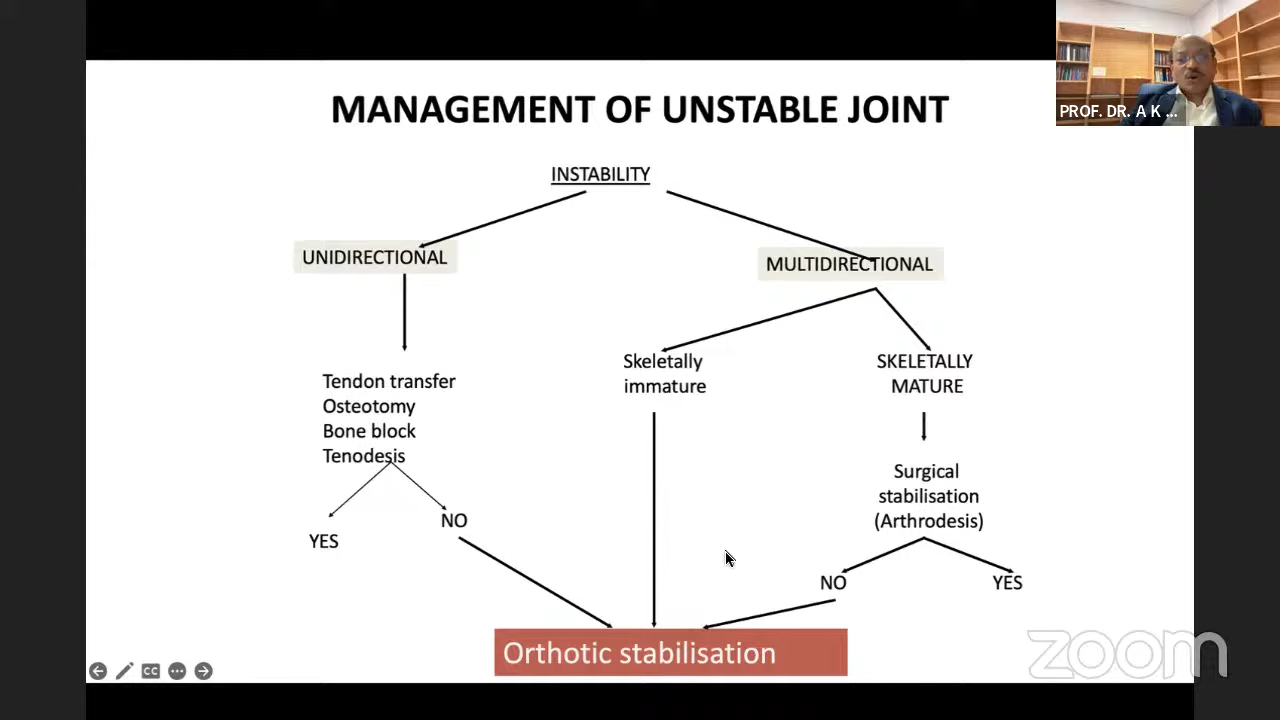 MANAGEMENT OF UNSTABLE JOINT
PROF. DR. A K ...
INSTABILITY
UNIDIRECTIONAL
MULTIDIRECTIONAL
Tendon transfer
Osteotomy
Bone block
Tenodesis
YES
NO
Skeletally
immature
SKELETALLY
MATURE
Surgical
stabilisation
(Arthrodesis)
NO
YES
Orthotic stabilisation
CC
zoom